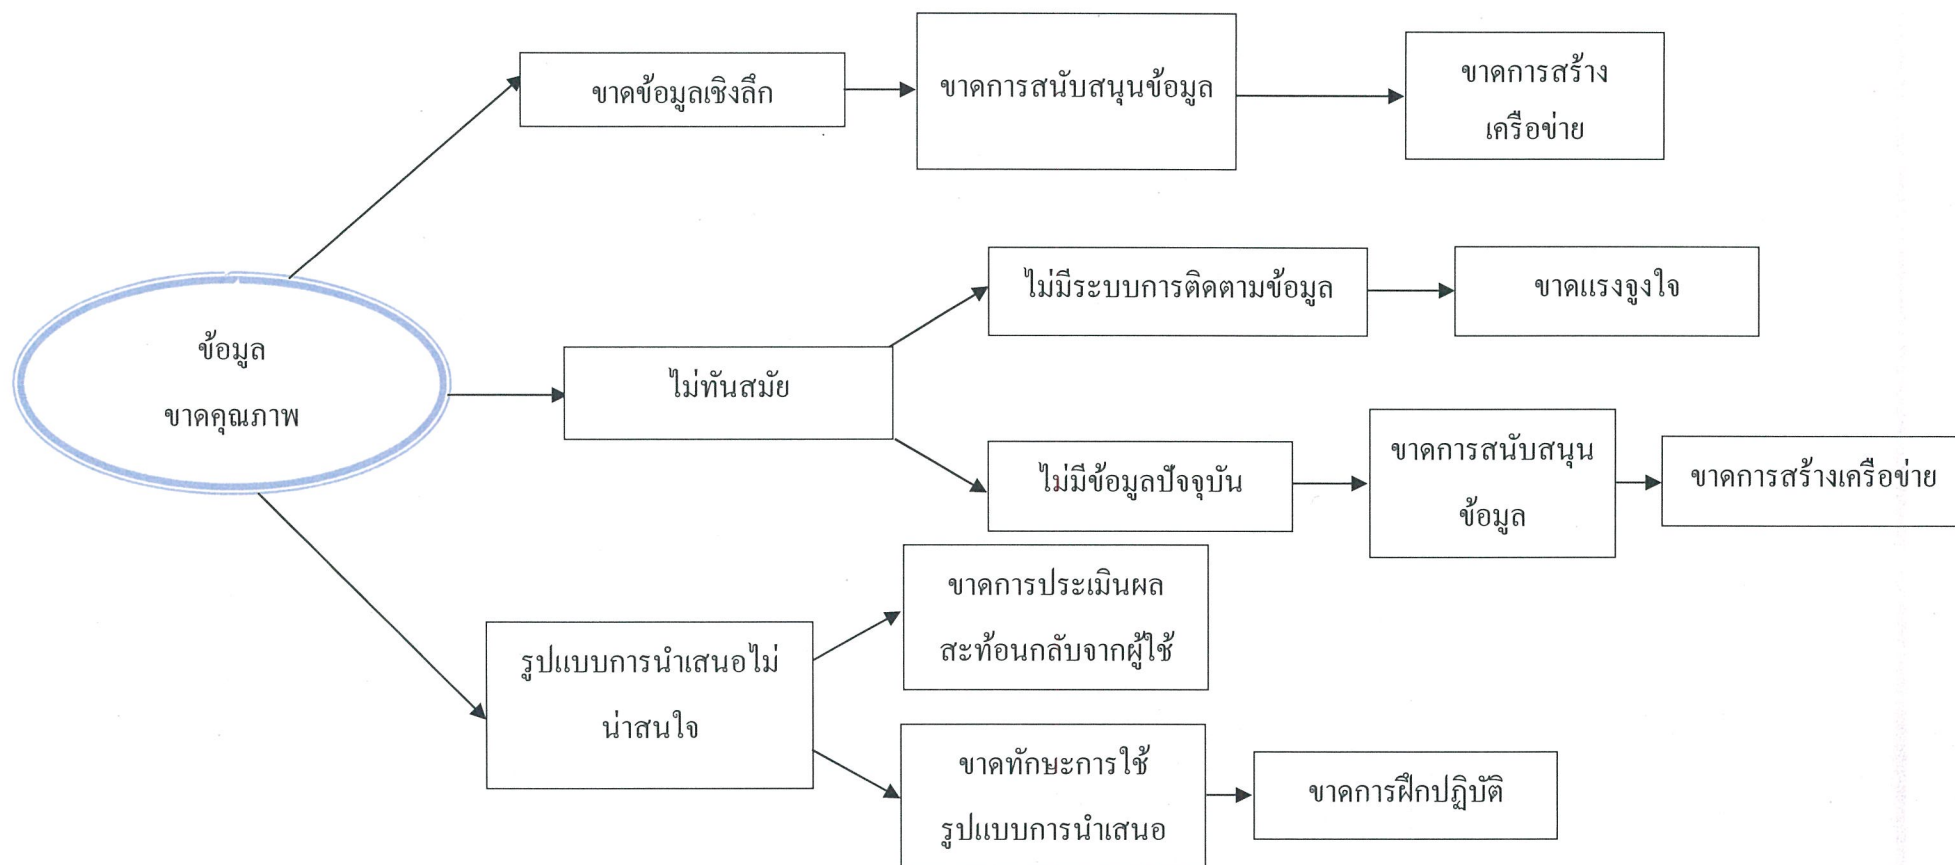 ขาดข้อมูลเชิงลึก
ขาดการสนับสนุนข้อมูล
ขาดการสร้าง
เครือข่าย
ข้อมูล
ขาดคุณภาพ
ไม่ทันสมัย
ไม่มีระบบการติดตามข้อมูล
ขาดแรงจูงใจ
ไม่มีข้อมูลปัจจุบัน
ขาดการสนับสนุน
ข้อมูล
ขาดการสร้างเครือข่าย
รูปแบบการนำเสนอไม่
น่าสนใจ
ขาดการประเมินผล
สะท้อนกลับจากผู้ใช้
ขาดทักษะการใช้
รูปแบบการนำเสนอ
ขาดการฝึกปฏิบัติ